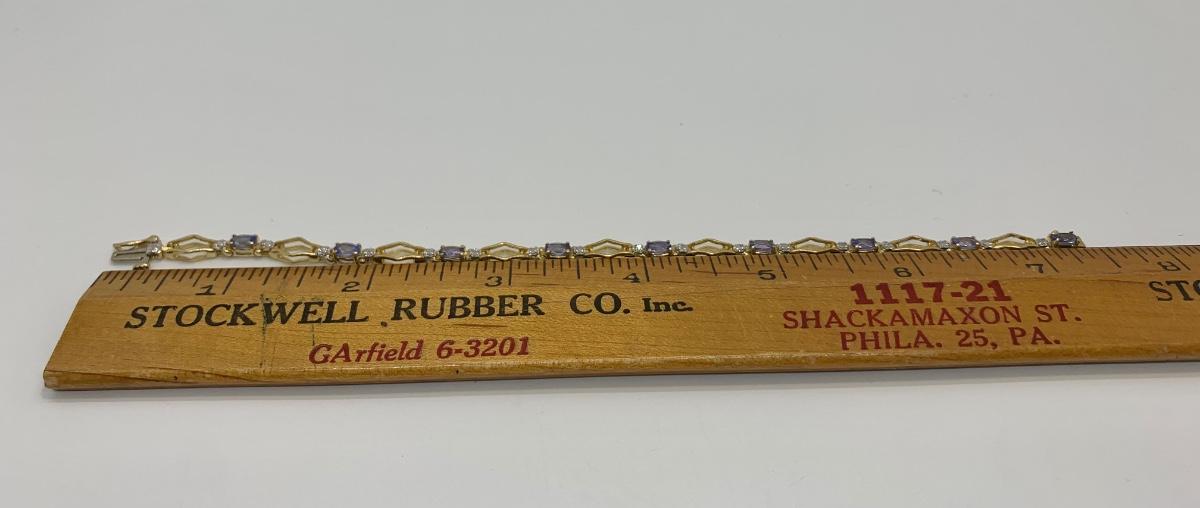 1 2 3 4 5 6 7 8
STOCKWELL RUBBER CO. Inc.
GArfield 6-3201
1117-21
SHACKAMAXON ST.
PHILA. 25, PA.